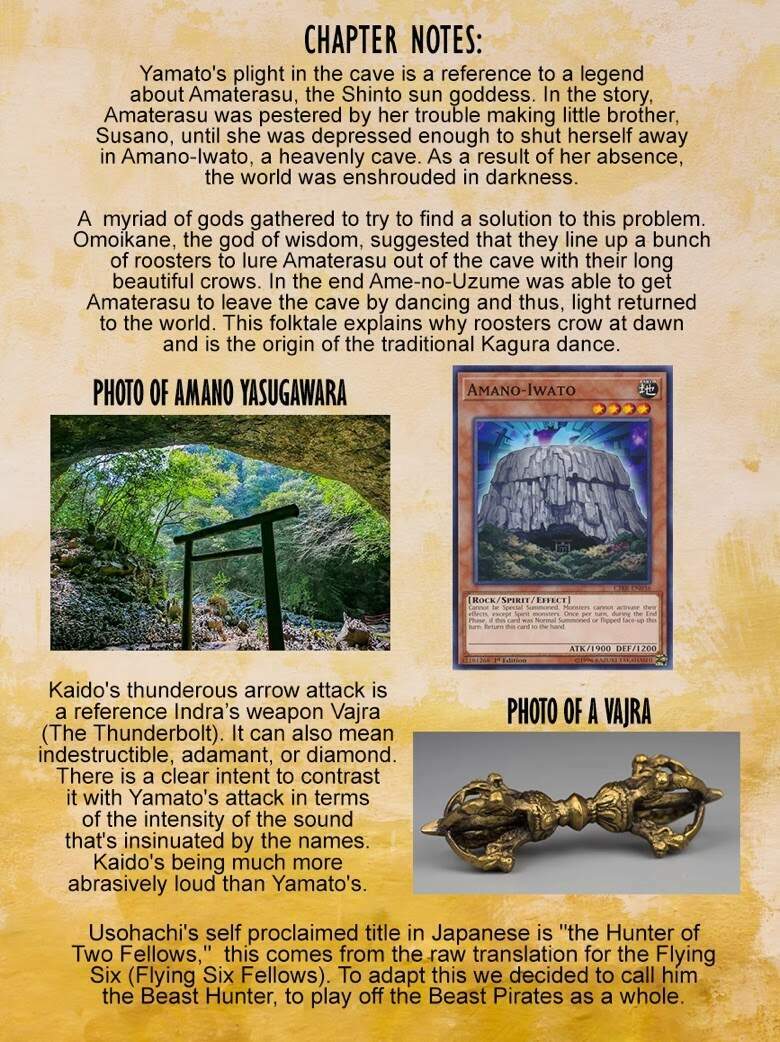 CHAPTER NOTES:
Yamato's plight in the cave is a reference to a legend
about Amaterasu, the Shinto sun goddess. In the story,
Amaterasu was pestered by her trouble making little brother,
Susano, until she was depressed enough to shut herself away
in Amano-Iwato, a heavenly cave. As a result of her absence,
the world was enshrouded in darkness.
A myriad of gods gathered to try to find a solution to this problem.
Omoikane, the god of wisdom, suggested that they line up a bunch
of roosters to lure Amaterasu out of the cave with their long
beautiful crows. In the end Ame-no-Uzume was able to get
Amaterasu to leave the cave by dancing and thus, light returned
to the world. This folktale explains why roosters crow at dawn
and is the origin of the traditional Kagura dance.
PHOTO OF AMANO YASUGAWARA
AMANO-IWATO
地
[ROCK/SPIRIT/EFFECT]
Cannot be Special Summoned. Monsters cannot activate their
effects, except Spirit monsters. Once per turn, during the End
Phase, if this card was Normal Summoned or flipped face-up this
turn: Return this card to the hand.
ATK/1900 DEF/1200
1st Edition
Kaido's thunderous arrow attack is
a reference Indra's weapon Vajra
(The Thunderbolt). It can also mean
indestructible, adamant, or diamond.
There is a clear intent to contrast
it with Yamato's attack in terms
of the intensity of the sound
that's insinuated by the names.
Kaido's being much more
abrasively loud than Yamato's.
PHOTO OF A VAJRA
Usohachi's self proclaimed title in Japanese is "the Hunter of
Two Fellows," this comes from the raw translation for the Flying
Six (Flying Six Fellows). To adapt this we decided to call him
the Beast Hunter, to play off the Beast Pirates as a whole.